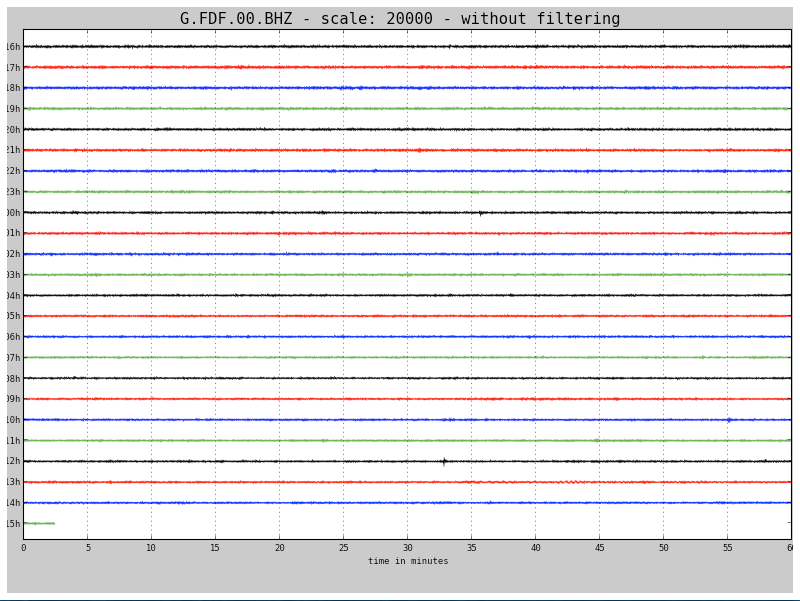 G.FDF.00.BHZ - scale: 20000 - without filtering
16h
17h
18h
19h
20h
21h
22h
23h
00h
01h
02h
03h
04h
05h
06h
07h
08h
09h
10h
11h
12h
13h
14h
15h
0 5 10 15 20 25 30 35 40 45 50 55 60
time in minutes